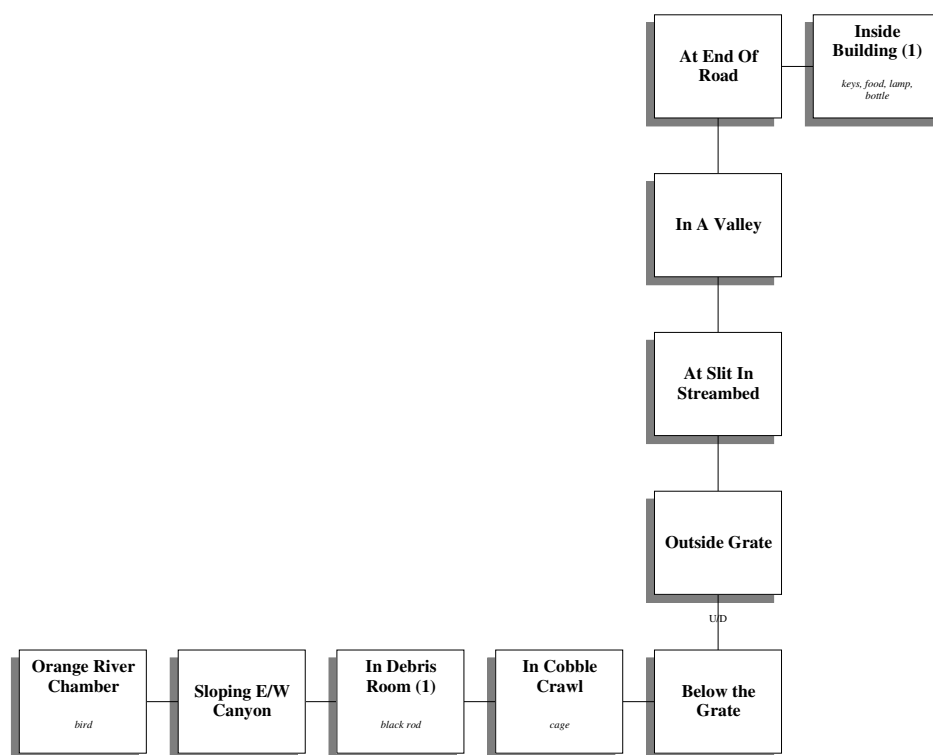 At End Of
Road
Inside
Building (1)
keys, food, lamp,
bottle
In A Valley
At Slit In
Streambed
Outside Grate
U/D
Orange River
Chamber
bird
Sloping E/W
Canyon
In Debris
Room (1)
black rod
In Cobble
Crawl
cage
Below the
Grate